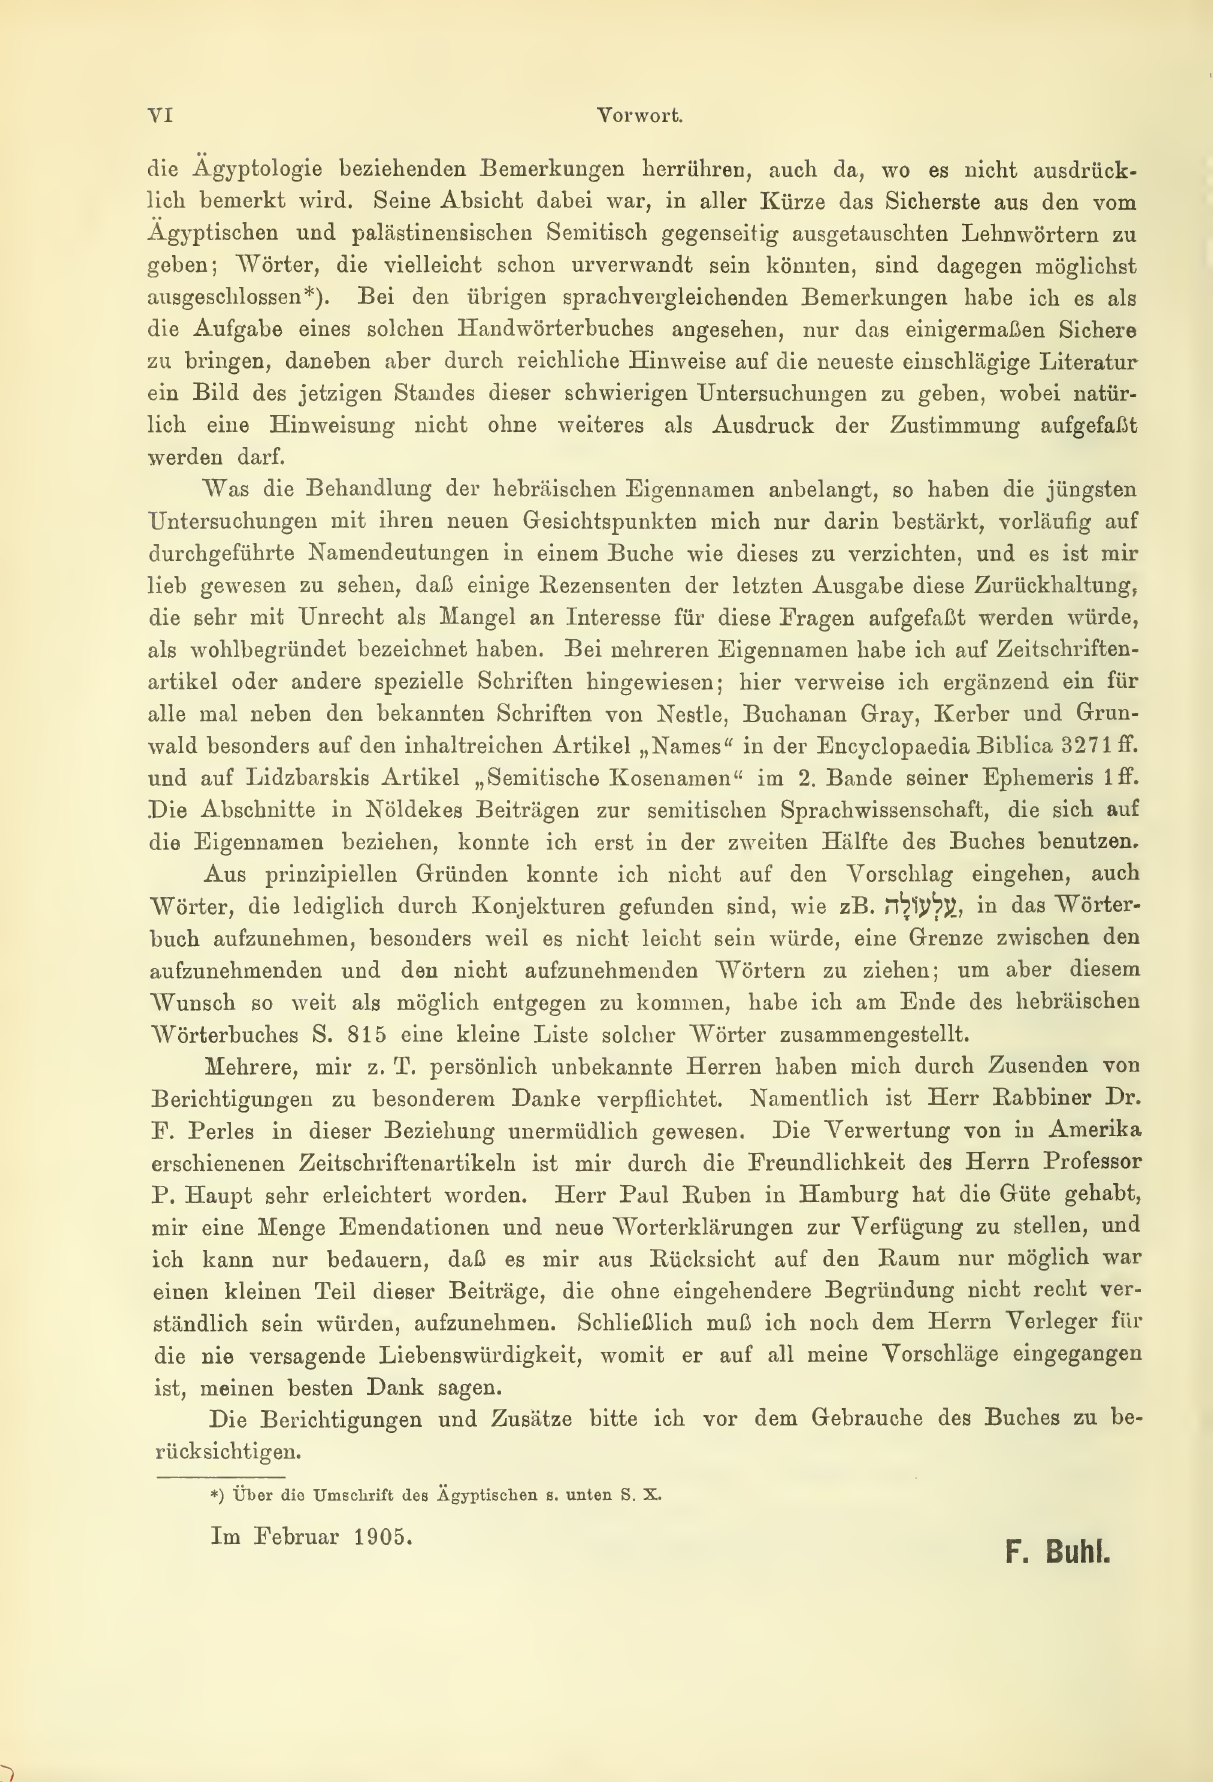 VI
Vorwort.
die Ägyptologie beziehenden Bemerkungen herrühren, auch da, wo es nicht ausdrück-
lich bemerkt wird. Seine Absicht dabei war, in aller Kürze das Sicherste aus den vom
Ägyptischen und palästinensischen Semitisch gegenseitig ausgetauschten Lehnwörtern zu
geben; Wörter, die vielleicht schon urverwandt sein könnten, sind dagegen möglichst
ausgeschlossen*). Bei den übrigen sprachvergleichenden Bemerkungen habe ich es als
die Aufgabe eines solchen Handwörterbuches angesehen, nur das einigermaßen Sichere
zu bringen, daneben aber durch reichliche Hinweise auf die neueste einschlägige Literatur
ein Bild des jetzigen Standes dieser schwierigen Untersuchungen zu geben, wobei natür-
lich eine Hinweisung nicht ohne weiteres als Ausdruck der Zustimmung aufgefaßt
werden darf.
Was die Behandlung der hebräischen Eigennamen anbelangt, so haben die jüngsten
Untersuchungen mit ihren neuen Gesichtspunkten mich nur darin bestärkt, vorläufig auf
durchgeführte Namendeutungen in einem Buche wie dieses zu verzichten, und es ist mir
lieb gewesen zu sehen, daß einige Rezensenten der letzten Ausgabe diese Zurückhaltung,
die sehr mit Unrecht als Mangel an Interesse für diese Fragen aufgefaßt werden würde,
als wohlbegründet bezeichnet haben. Bei mehreren Eigennamen habe ich auf Zeitschriften-
artikel oder andere spezielle Schriften hingewiesen; hier verweise ich ergänzend ein für
alle mal neben den bekannten Schriften von Nestle, Buchanan Gray, Kerber und Grun-
wald besonders auf den inhaltreichen Artikel „Names“ in der Encyclopaedia Biblica 3271 ff.
und auf Lidzbarskis Artikel „Semitische Kosenamen“ im 2. Bande seiner Ephemeris 1 ff.
Die Abschnitte in Nöldekes Beiträgen zur semitischen Sprachwissenschaft, die sich auf
die Eigennamen beziehen, konnte ich erst in der zweiten Hälfte des Buches benutzen.
Aus prinzipiellen Gründen konnte ich nicht auf den Vorschlag eingehen, auch
Wörter, die lediglich durch Konjekturen gefunden sind, wie zB. עַלְעוֹלָה, in das Wörter-
buch aufzunehmen, besonders weil es nicht leicht sein würde, eine Grenze zwischen den
aufzunehmenden und den nicht aufzunehmenden Wörtern zu ziehen; um aber diesem
Wunsch so weit als möglich entgegen zu kommen, habe ich am Ende des hebräischen
Wörterbuches S. 815 eine kleine Liste solcher Wörter zusammengestellt.
Mehrere, mir z. T. persönlich unbekannte Herren haben mich durch Zusenden von
Berichtigungen zu besonderem Danke verpflichtet. Namentlich ist Herr Rabbiner Dr.
F. Perles in dieser Beziehung unermüdlich gewesen. Die Verwertung von in Amerika
erschienenen Zeitschriftenartikeln ist mir durch die Freundlichkeit des Herrn Professor
P. Haupt sehr erleichtert worden. Herr Paul Ruben in Hamburg hat die Güte gehabt,
mir eine Menge Emendationen und neue Worterklärungen zur Verfügung zu stellen, und
ich kann nur bedauern, daß es mir aus Rücksicht auf den Raum nur möglich war
einen kleinen Teil dieser Beiträge, die ohne eingehendere Begründung nicht recht ver-
ständlich sein würden, aufzunehmen. Schließlich muß ich noch dem Herrn Verleger für
die nie versagende Liebenswürdigkeit, womit er auf all meine Vorschläge eingegangen
ist, meinen besten Dank sagen.
Die Berichtigungen und Zusätze bitte ich vor dem Gebrauche des Buches zu be-
rücksichtigen.
*) Über die Umschrift des Ägyptischen s. unten S. X.
Im Februar 1905.
F. Buhl.